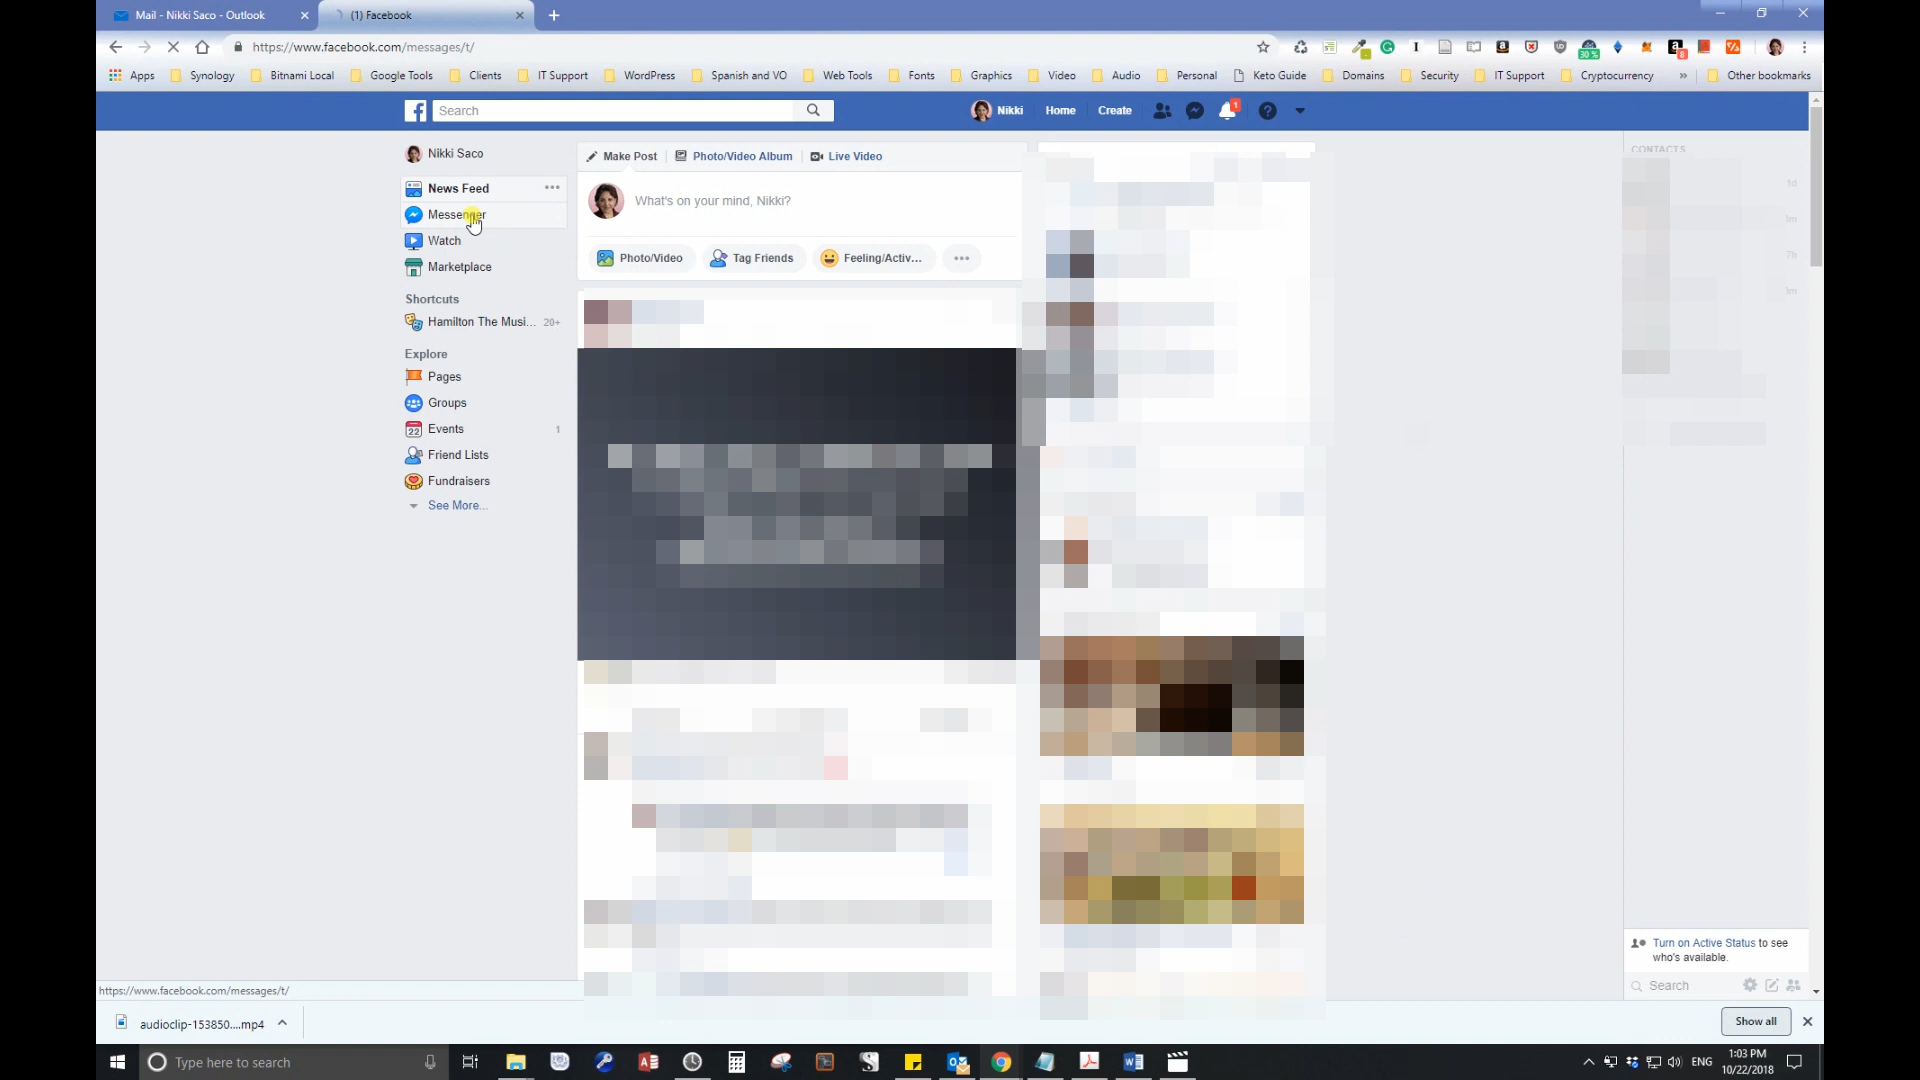 Mail - Nikki Saco - Outlook
(1) Facebook
https://www.facebook.com/messages/t/
30 %
8
Apps
Synology
Bitnami Local
Google Tools
Clients
IT Support
WordPress
Spanish and VO
Web Tools
Fonts
Graphics
Video
Audio
Personal
Keto Guide
Domains
Security
IT Support
Cryptocurrency
»
Other bookmarks
Search
Nikki
Home
Create
1
Nikki Saco
News Feed
Messenger
Watch
Marketplace
Shortcuts
Hamilton The Musi... 20+
Explore
Pages
Groups
Events 1
Friend Lists
Fundraisers
See More...
Make Post
Photo/Video Album
Live Video
What's on your mind, Nikki?
Photo/Video
Tag Friends
Feeling/Activ...
CONTACTS
1d
7h
Turn on Active Status to see
who's available.
Search
https://www.facebook.com/messages/t/
audioclip-153850....mp4
Show all
Type here to search
ENG
1:03 PM
10/22/2018